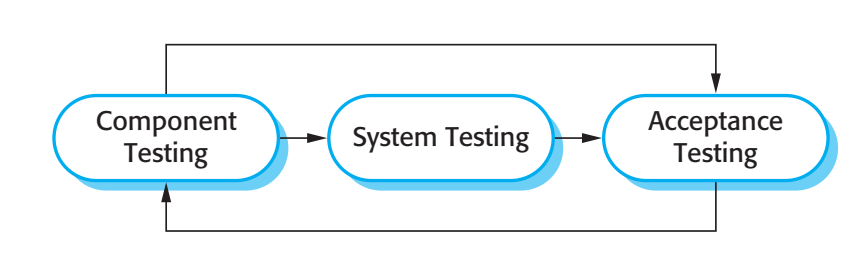 Component
Testing
System Testing
Acceptance
Testing